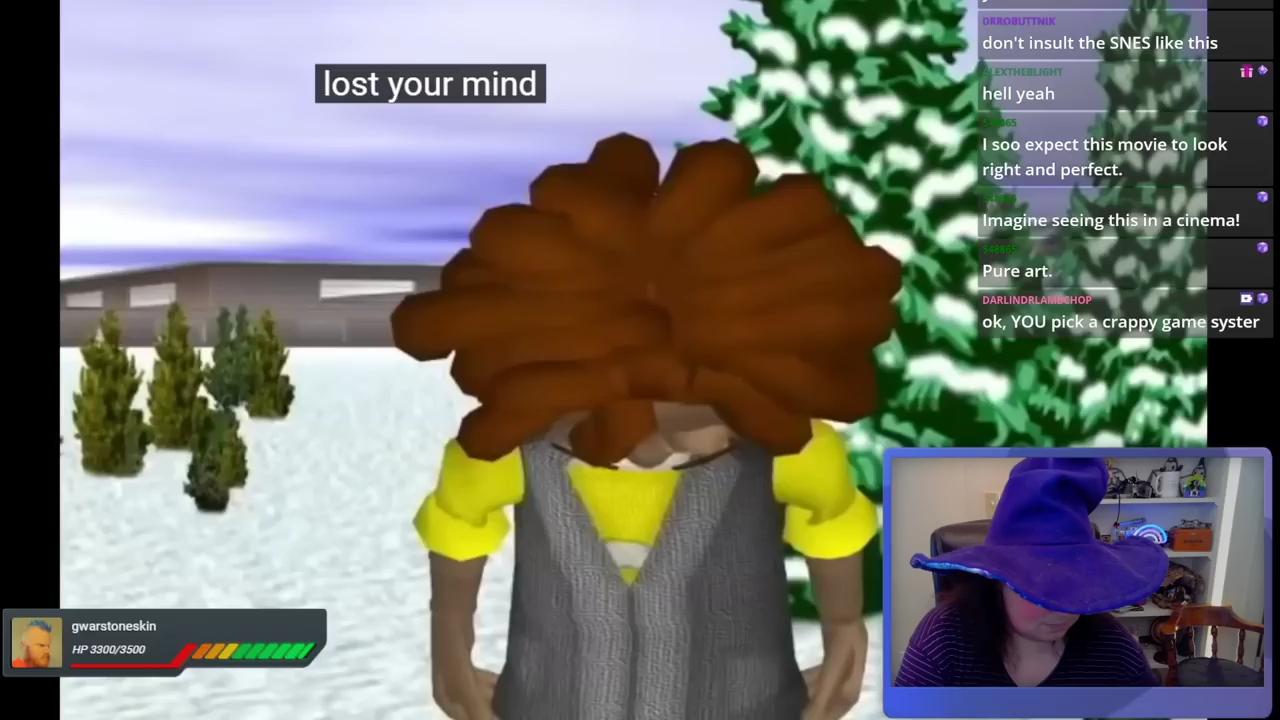 lost your mind
DRROBUTTNIK
don't insult the SNES like this
ALEXTHEBLIGHT
hell yeah
I soo expect this movie to look
right and perfect.
Imagine seeing this in a cinema!
548865
Pure art.
DARLINDRLAMBCHOP
ok, YOU pick a crappy game syster
gwarstoneskin
HP 3300/3500